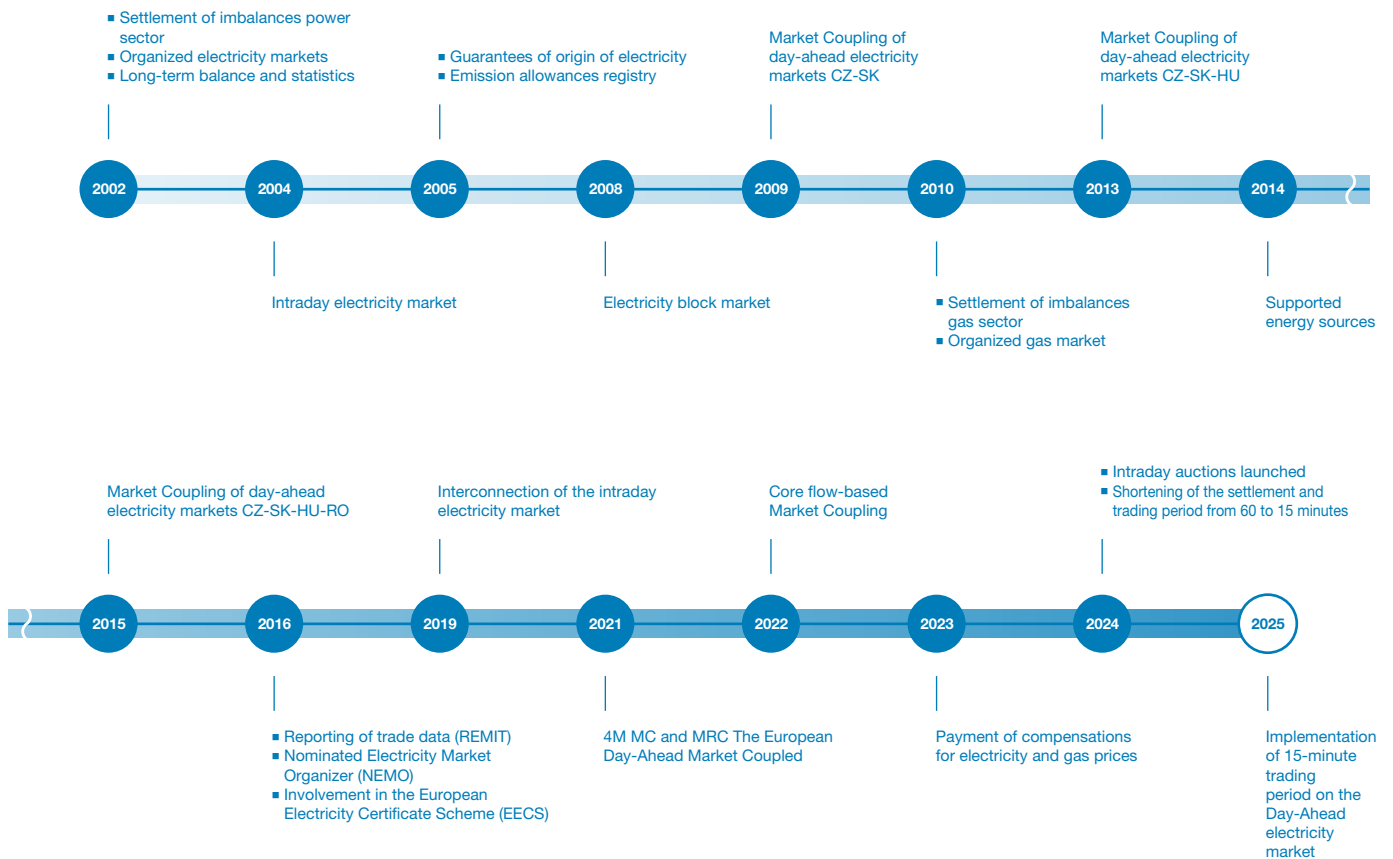 ▪ Settlement of imbalances power
sector
▪ Organized electricity markets
▪ Long-term balance and statistics
▪ Guarantees of origin of electricity
▪ Emission allowances registry
Market Coupling of
day-ahead electricity
markets CZ-SK
Market Coupling of
day-ahead electricity
markets CZ-SK-HU
2002
2004
2005
2008
2009
2010
2013
2014
Intraday electricity market
Electricity block market
▪ Settlement of imbalances
gas sector
▪ Organized gas market
Supported
energy sources
Market Coupling of day-ahead
electricity markets CZ-SK-HU-RO
Interconnection of the intraday
electricity market
Core flow-based
Market Coupling
▪ Intraday auctions launched
▪ Shortening of the settlement and
trading period from 60 to 15 minutes
2015
2016
2019
2021
2022
2023
2024
2025
▪ Reporting of trade data (REMIT)
▪ Nominated Electricity Market
Organizer (NEMO)
▪ Involvement in the European
Electricity Certificate Scheme (EECS)
4M MC and MRC The European
Day-Ahead Market Coupled
Payment of compensations
for electricity and gas prices
Implementation
of 15-minute
trading
period on the
Day-Ahead
electricity
market